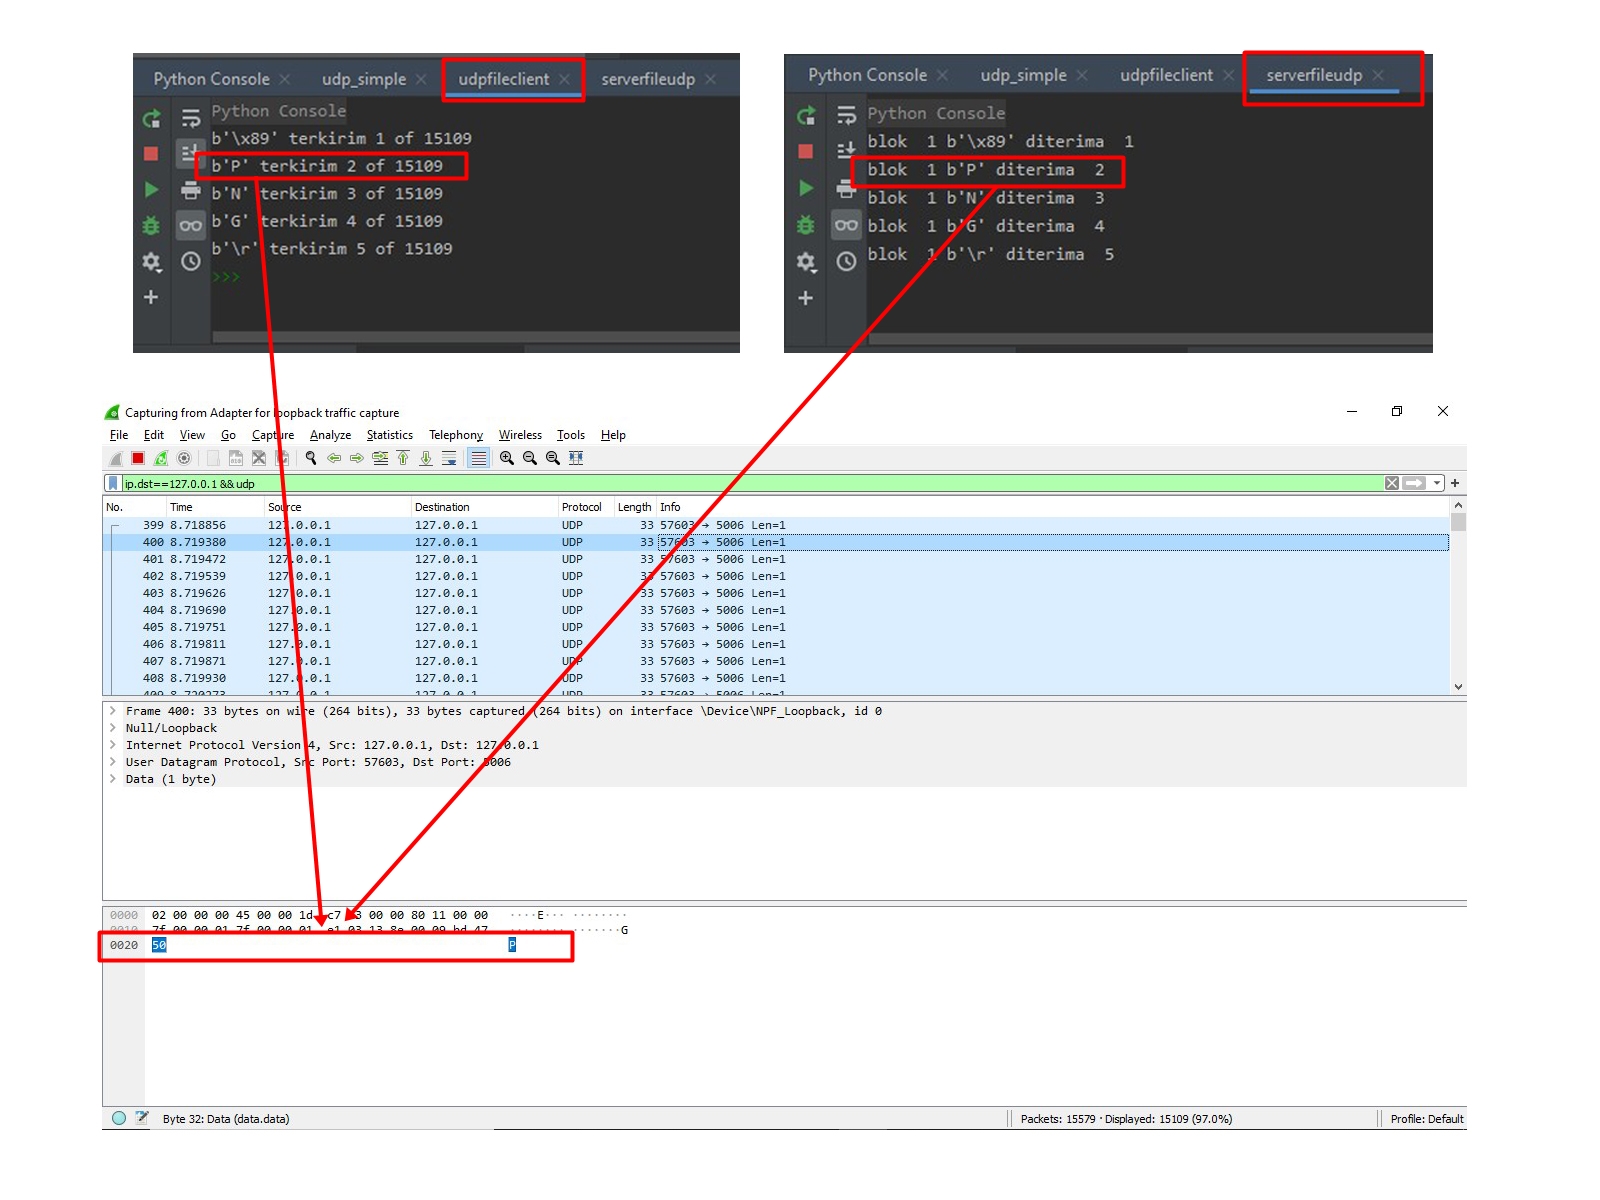 Python Console × udp_simple × udpfileclient × serverfileudp ×
Python Console
b'\x89' terkirim 1 of 15109
b'P' terkirim 2 of 15109
b'N' terkirim 3 of 15109
b'G' terkirim 4 of 15109
b'\r' terkirim 5 of 15109
>>>
Python Console × udp_simple × udpfileclient × serverfileudp ×
Python Console
blok  1 b'\x89' diterima  1
blok  1 b'P' diterima  2
blok  1 b'N' diterima  3
blok  1 b'G' diterima  4
blok  1 b'\r' diterima  5
Capturing from Adapter for loopback traffic capture
File Edit View Go Capture Analyze Statistics Telephony Wireless Tools Help
ip.dst==127.0.0.1 && udp
No. Time Source Destination Protocol Length Info
399 8.718856 127.0.0.1 127.0.0.1 UDP 33 57603 → 5006 Len=1
400 8.719380 127.0.0.1 127.0.0.1 UDP 33 57603 → 5006 Len=1
401 8.719472 127.0.0.1 127.0.0.1 UDP 33 57603 → 5006 Len=1
402 8.719539 127.0.0.1 127.0.0.1 UDP 33 57603 → 5006 Len=1
403 8.719626 127.0.0.1 127.0.0.1 UDP 33 57603 → 5006 Len=1
404 8.719690 127.0.0.1 127.0.0.1 UDP 33 57603 → 5006 Len=1
405 8.719751 127.0.0.1 127.0.0.1 UDP 33 57603 → 5006 Len=1
406 8.719811 127.0.0.1 127.0.0.1 UDP 33 57603 → 5006 Len=1
407 8.719871 127.0.0.1 127.0.0.1 UDP 33 57603 → 5006 Len=1
408 8.719930 127.0.0.1 127.0.0.1 UDP 33 57603 → 5006 Len=1
409 8.720273 127.0.0.1 127.0.0.1 UDP 33 57603 → 5006 Len=1
> Frame 400: 33 bytes on wire (264 bits), 33 bytes captured (264 bits) on interface \Device\NPF_Loopback, id 0
> Null/Loopback
> Internet Protocol Version 4, Src: 127.0.0.1, Dst: 127.0.0.1
> User Datagram Protocol, Src Port: 57603, Dst Port: 5006
> Data (1 byte)
0000 02 00 00 00 45 00 00 1d c7 00 00 80 11 00 00 ····E··· ········
0010 7f 00 00 01 7f 00 00 01 e1 03 13 8e 00 09 bd 47 ········ ·······G
0020 50 P
Byte 32: Data (data.data)
Packets: 15579 · Displayed: 15109 (97.0%)
Profile: Default